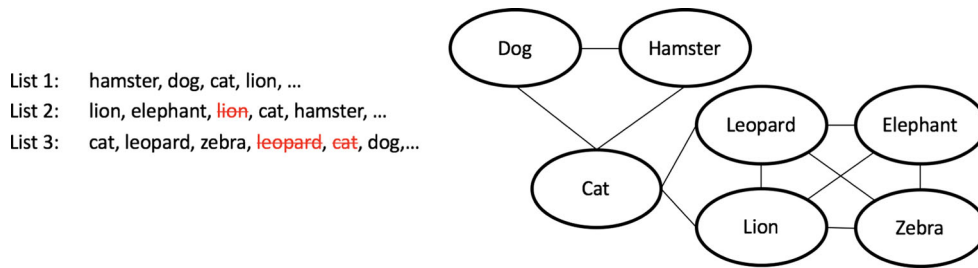 Dog Hamster
List 1: hamster, dog, cat, lion, ...
List 2: lion, elephant, lion, cat, hamster, ...
List 3: cat, leopard, zebra, leopard, cat, dog,...
Leopard Elephant
Cat
Lion Zebra